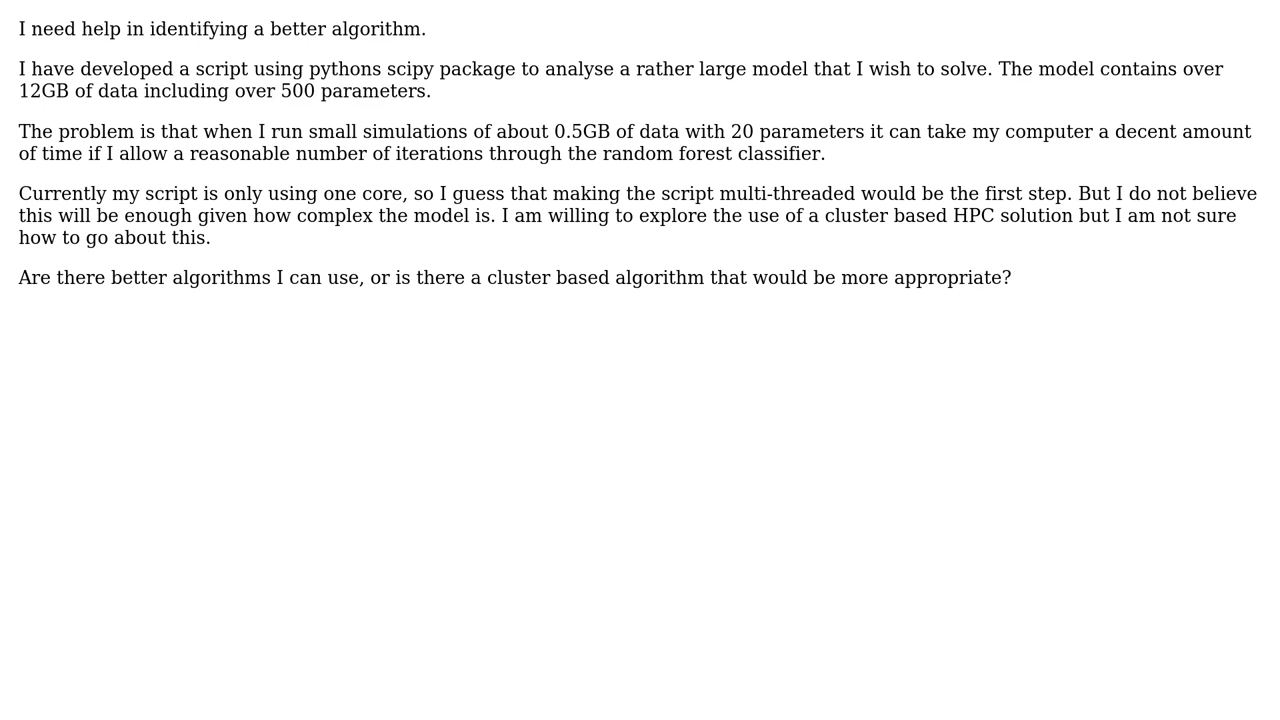 I need help in identifying a better algorithm.
I have developed a script using pythons scipy package to analyse a rather large model that I wish to solve. The model contains over
12GB of data including over 500 parameters.
The problem is that when I run small simulations of about 0.5GB of data with 20 parameters it can take my computer a decent amount
of time if I allow a reasonable number of iterations through the random forest classifier.
Currently my script is only using one core, so I guess that making the script multi-threaded would be the first step. But I do not believe
this will be enough given how complex the model is. I am willing to explore the use of a cluster based HPC solution but I am not sure
how to go about this.
Are there better algorithms I can use, or is there a cluster based algorithm that would be more appropriate?